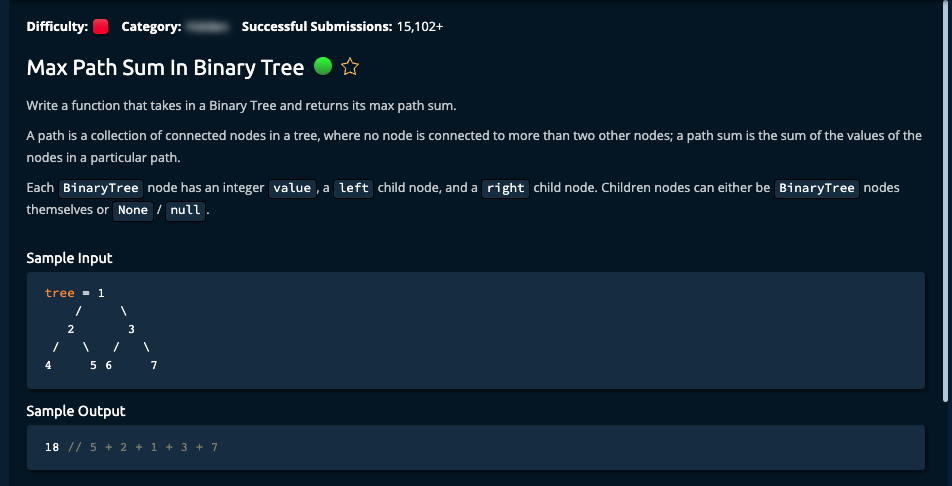 Difficulty: Category: Successful Submissions: 15,102+
Max Path Sum In Binary Tree
Write a function that takes in a Binary Tree and returns its max path sum.
A path is a collection of connected nodes in a tree, where no node is connected to more than two other nodes; a path sum is the sum of the values of the
nodes in a particular path.
Each BinaryTree node has an integer value , a left child node, and a right child node. Children nodes can either be BinaryTree nodes
themselves or None / null .
Sample Input
tree = 1
/ \
2 3
/ \ / \
4 5 6 7
Sample Output
18 // 5 + 2 + 1 + 3 + 7